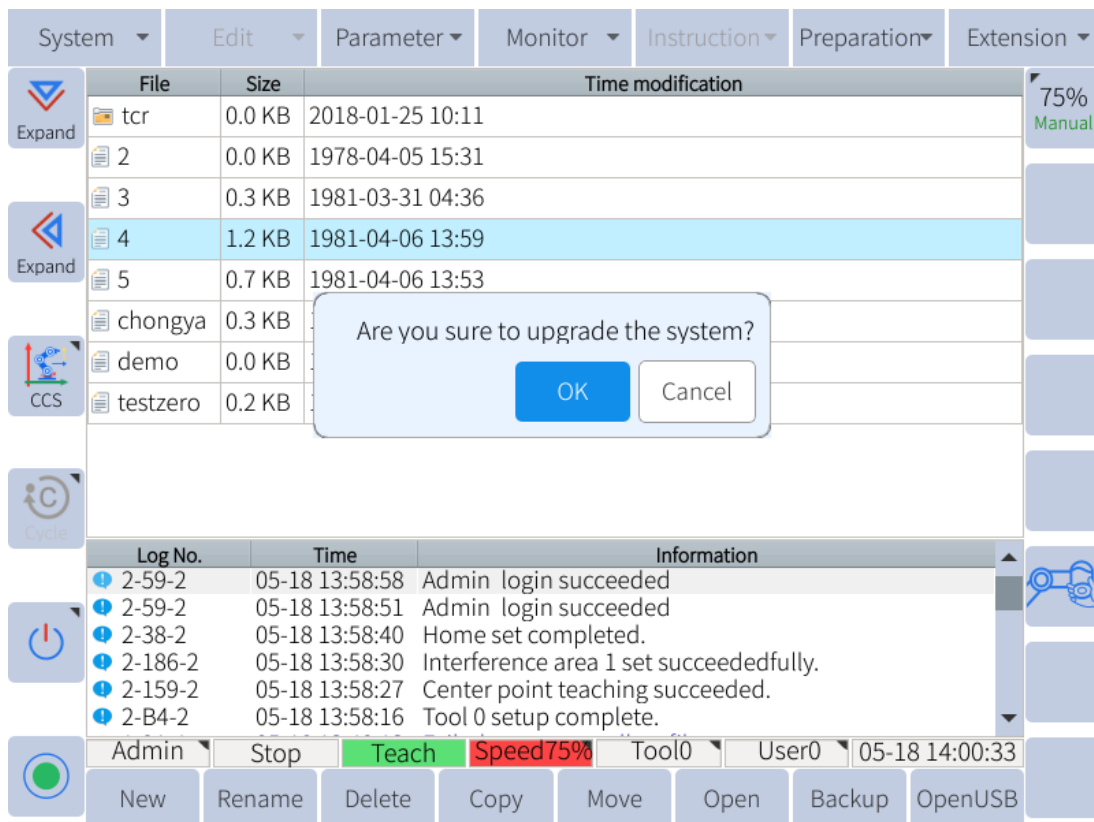 System Edit Parameter Monitor Instruction Preparation Extension
Expand
Expand
CCS
Cycle
File Size Time modification
tcr 0.0 KB 2018-01-25 10:11
2 0.0 KB 1978-04-05 15:31
3 0.3 KB 1981-03-31 04:36
4 1.2 KB 1981-04-06 13:59
5 0.7 KB 1981-04-06 13:53
chongya 0.3 KB
demo 0.0 KB
testzero 0.2 KB
Are you sure to upgrade the system?
OK Cancel
75%
Manual
Log No. Time Information
2-59-2 05-18 13:58:58 Admin login succeeded
2-59-2 05-18 13:58:51 Admin login succeeded
2-38-2 05-18 13:58:40 Home set completed.
2-186-2 05-18 13:58:30 Interference area 1 set succeededfully.
2-159-2 05-18 13:58:27 Center point teaching succeeded.
2-B4-2 05-18 13:58:16 Tool 0 setup complete.
Admin Stop Teach Speed75% Tool0 User0 05-18 14:00:33
New Rename Delete Copy Move Open Backup OpenUSB